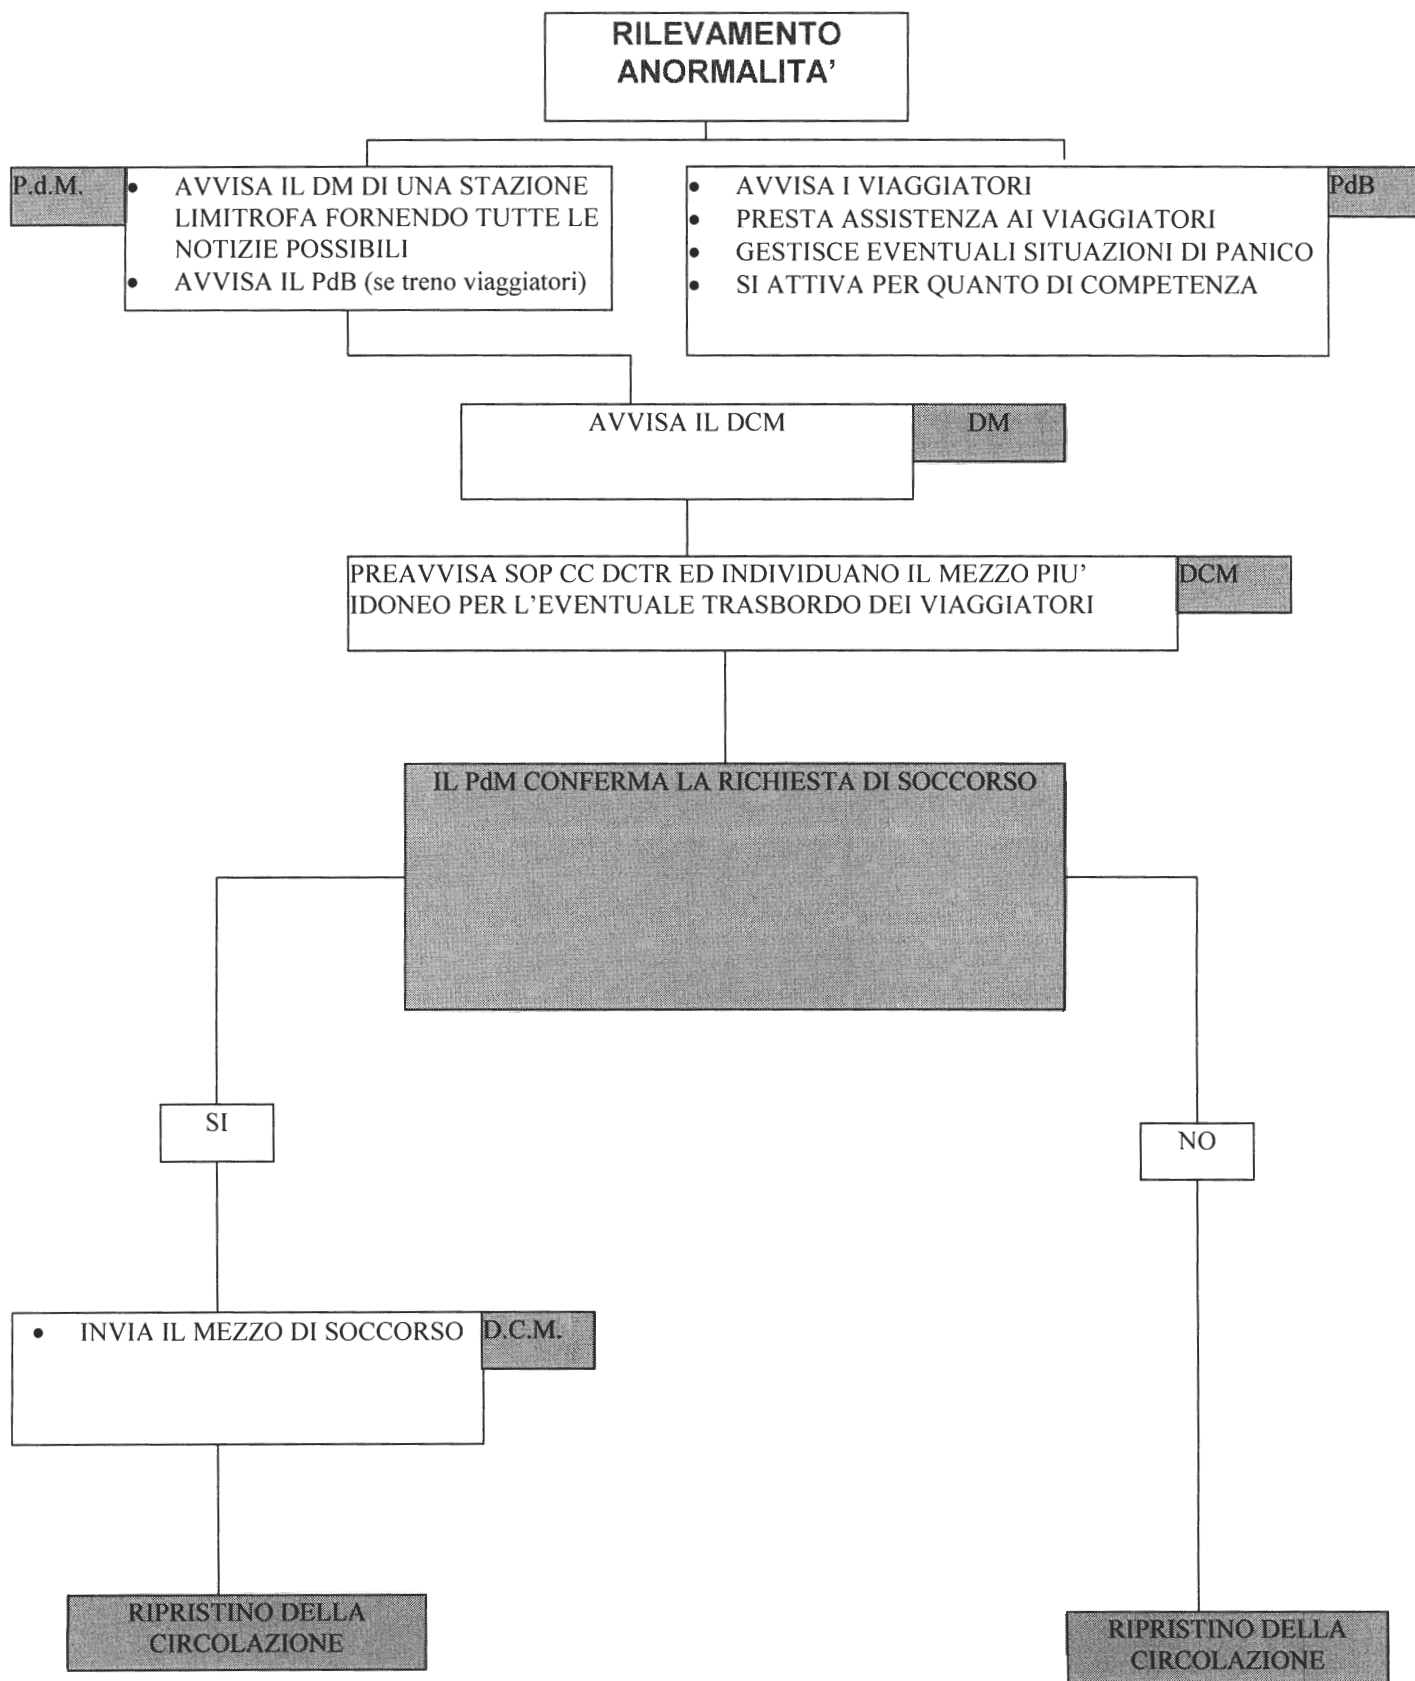 RILEVAMENTO
ANORMALITA'
P.d.M.
• AVVISA IL DM DI UNA STAZIONE
LIMITROFA FORNENDO TUTTE LE
NOTIZIE POSSIBILI
• AVVISA IL PdB (se treno viaggiatori)
• AVVISA I VIAGGIATORI
• PRESTA ASSISTENZA AI VIAGGIATORI
• GESTISCE EVENTUALI SITUAZIONI DI PANICO
• SI ATTIVA PER QUANTO DI COMPETENZA
PdB
AVVISA IL DCM
DM
PREAVVISA SOP CC DCTR ED INDIVIDUANO IL MEZZO PIU'
IDONEO PER L'EVENTUALE TRASBORDO DEI VIAGGIATORI
DCM
IL PdM CONFERMA LA RICHIESTA DI SOCCORSO
SI
NO
• INVIA IL MEZZO DI SOCCORSO
D.C.M.
RIPRISTINO DELLA
CIRCOLAZIONE
RIPRISTINO DELLA
CIRCOLAZIONE